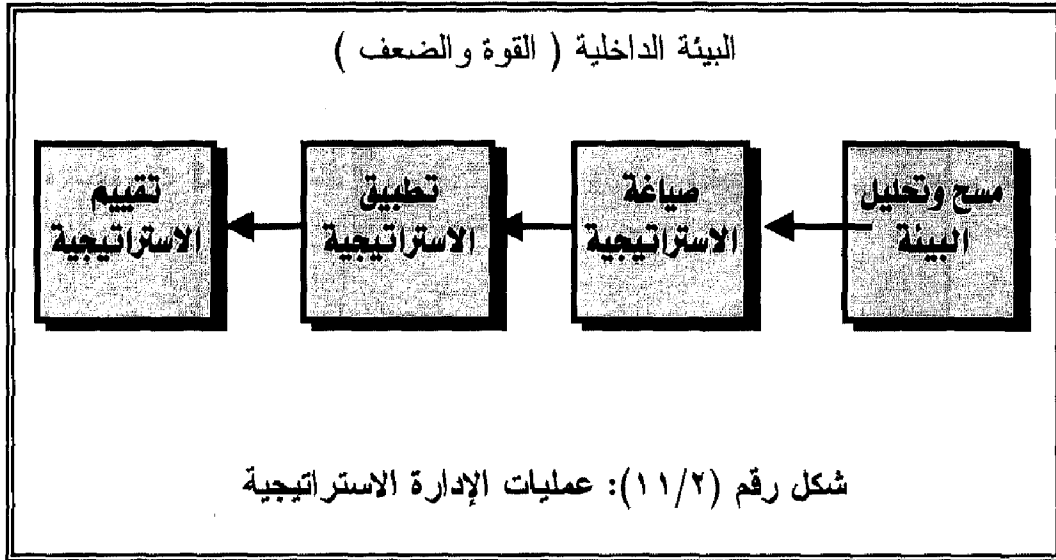 البيئة الداخلية ( القوة والضعف )
مسح وتحليل
البيئة
صياغة
الاستراتيجية
تطبيق
الاستراتيجية
تقييم
الاستراتيجية
شكل رقم (١١/٢): عمليات الإدارة الاستراتيجية